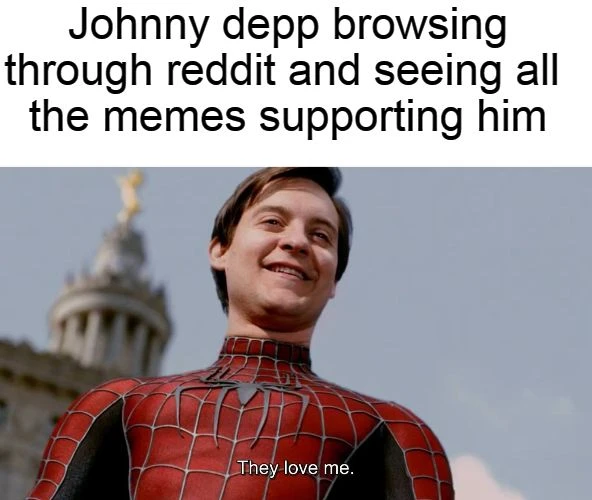 Johnny depp browsing
through reddit and seeing all
the memes supporting him
They love me.